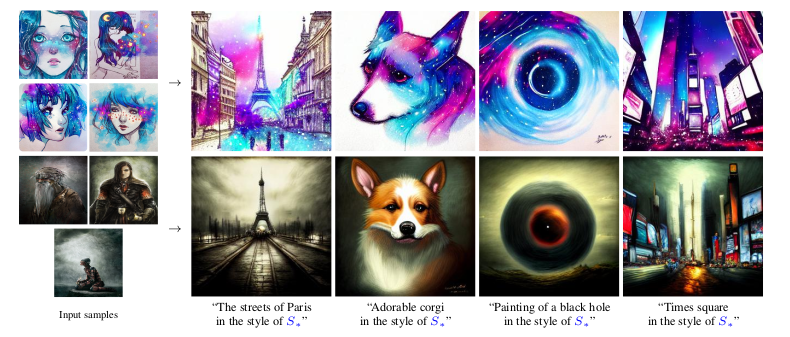 Input samples
“The streets of Paris
in the style of S*”
“Adorable corgi
in the style of S*”
“Painting of a black hole
in the style of S*”
“Times square
in the style of S*”